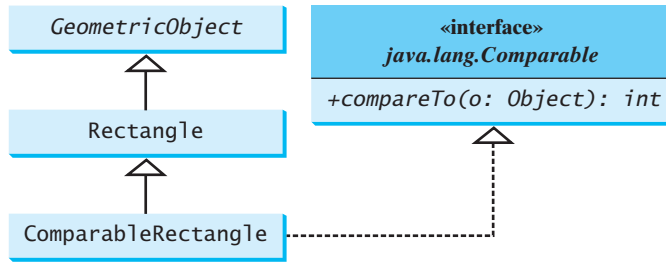 GeometricObject
Rectangle
ComparableRectangle
«interface»
java.lang.Comparable
+compareTo(o: Object): int